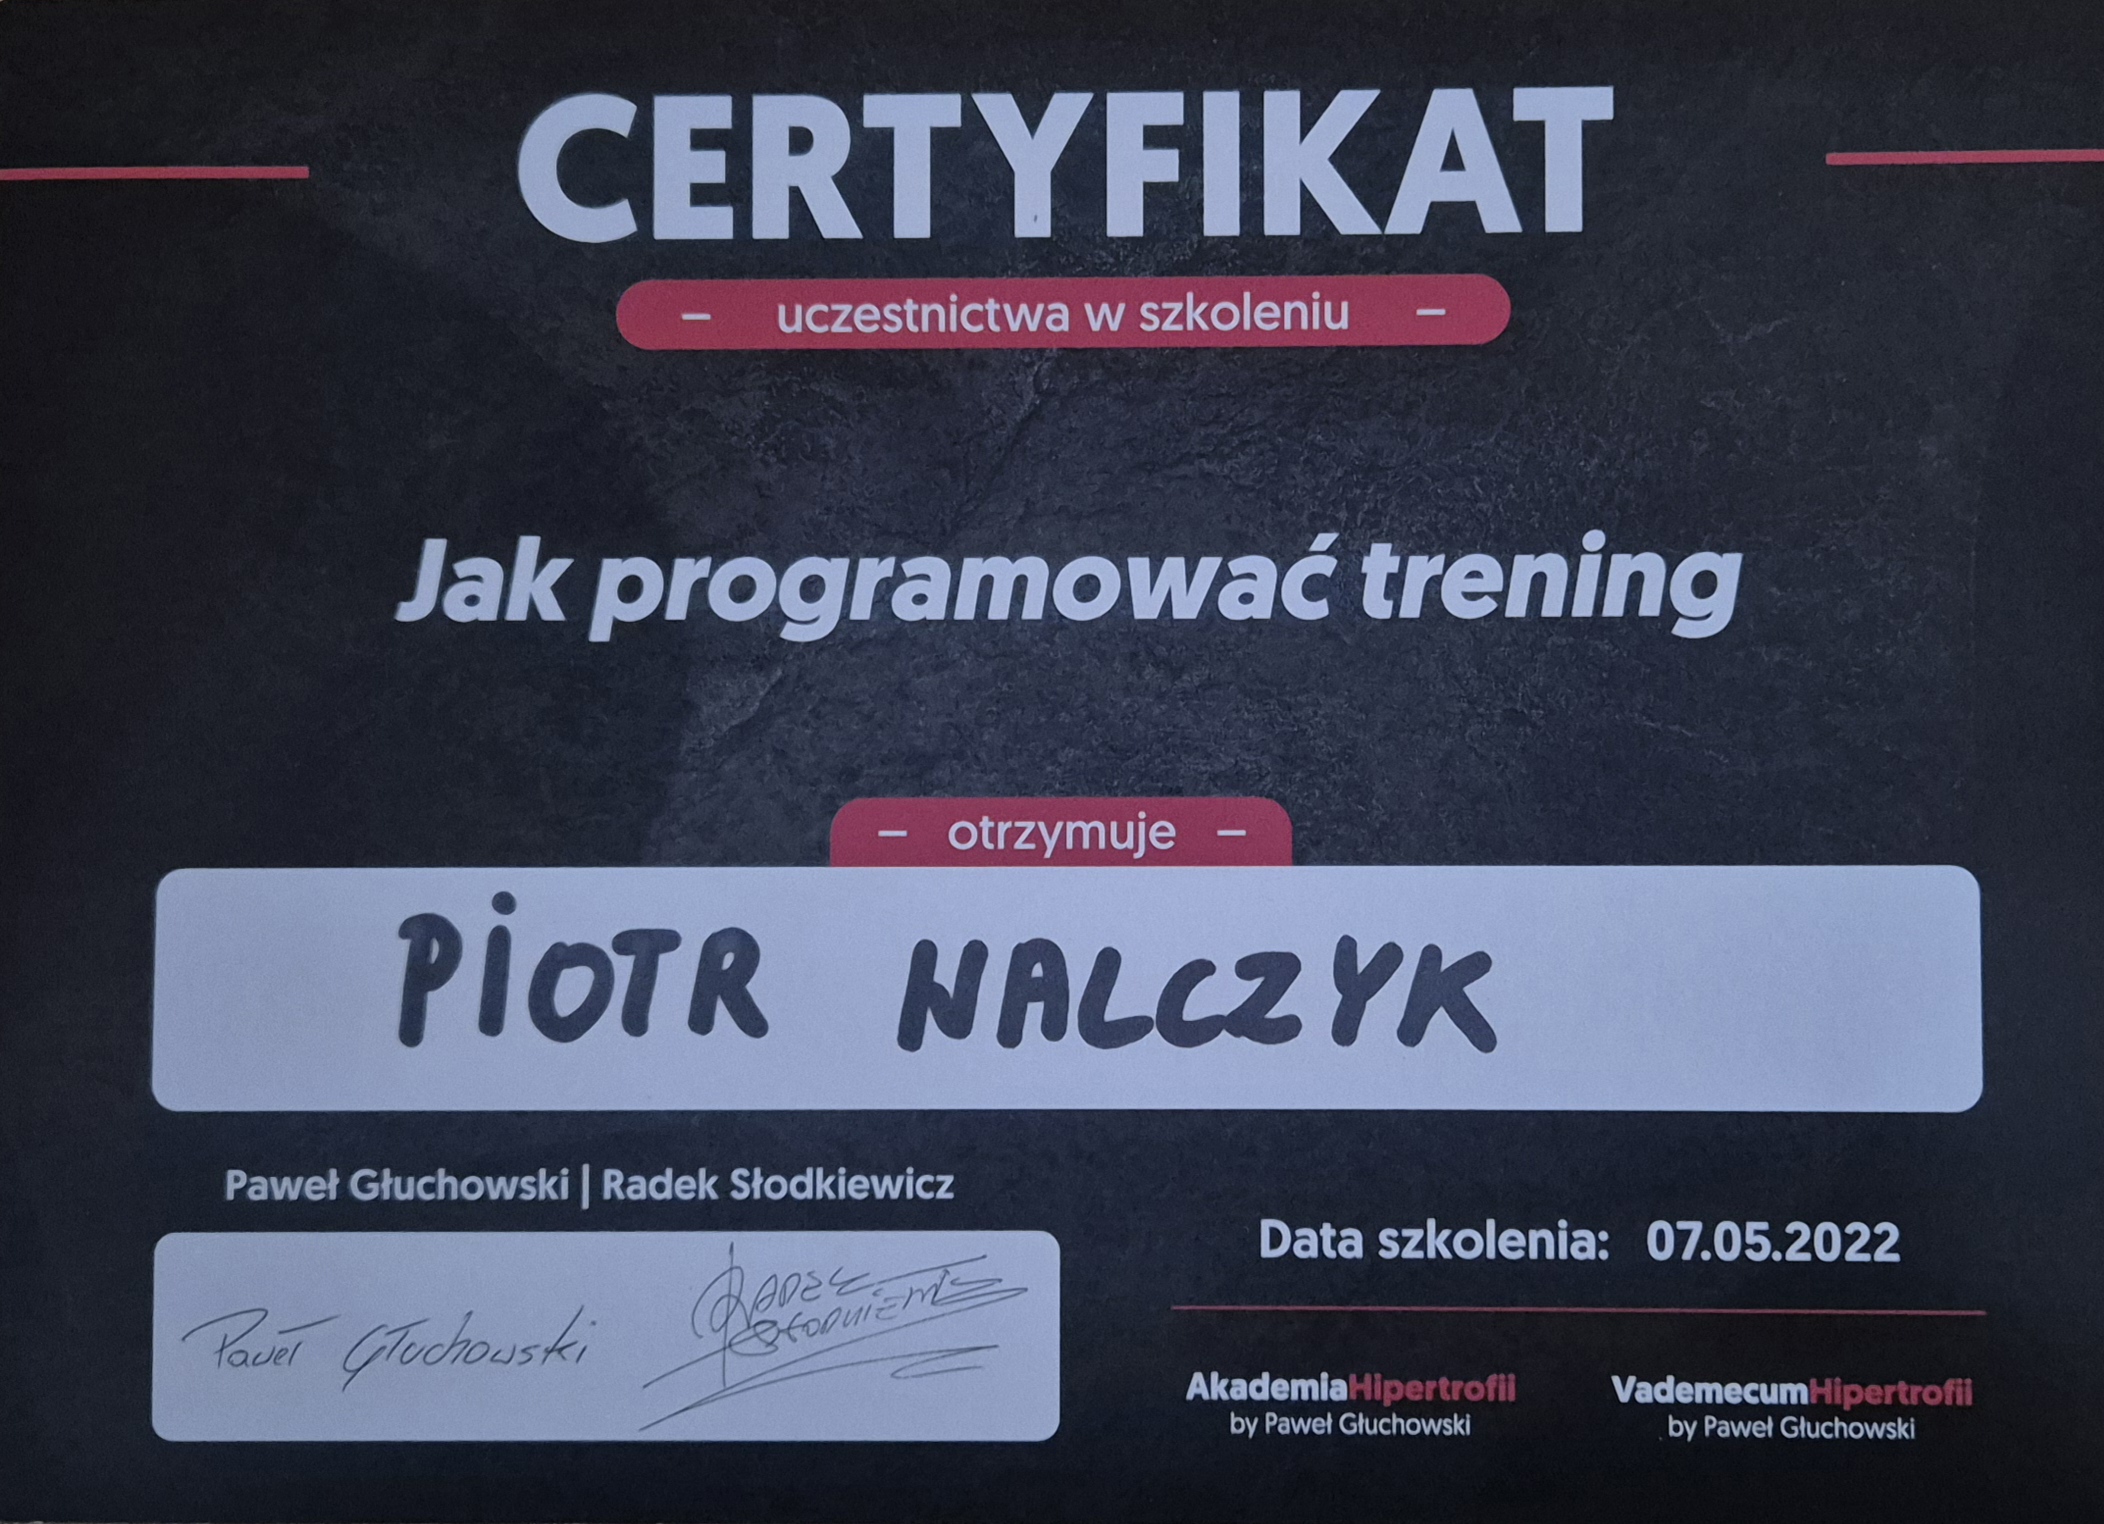 CERTYFIKAT
– uczestnictwa w szkoleniu –
Jak programować trening
– otrzymuje –
PiOTR NALCZYK
Paweł Głuchowski | Radek Słodkiewicz
Paweł Głuchowski
RADEK
Data szkolenia: 07.05.2022
AkademiaHipertrofii
by Paweł Głuchowski
VademecumHipertrofii
by Paweł Głuchowski